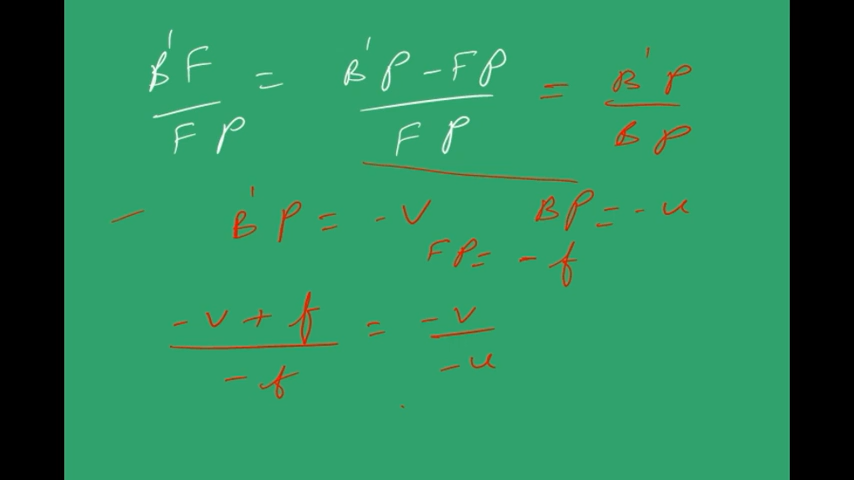 B'F/FP = B'P - FP/FP = B'P/BP
- B'P = -v BP = -u
FP = -f
-v + f/-f = -v/-u